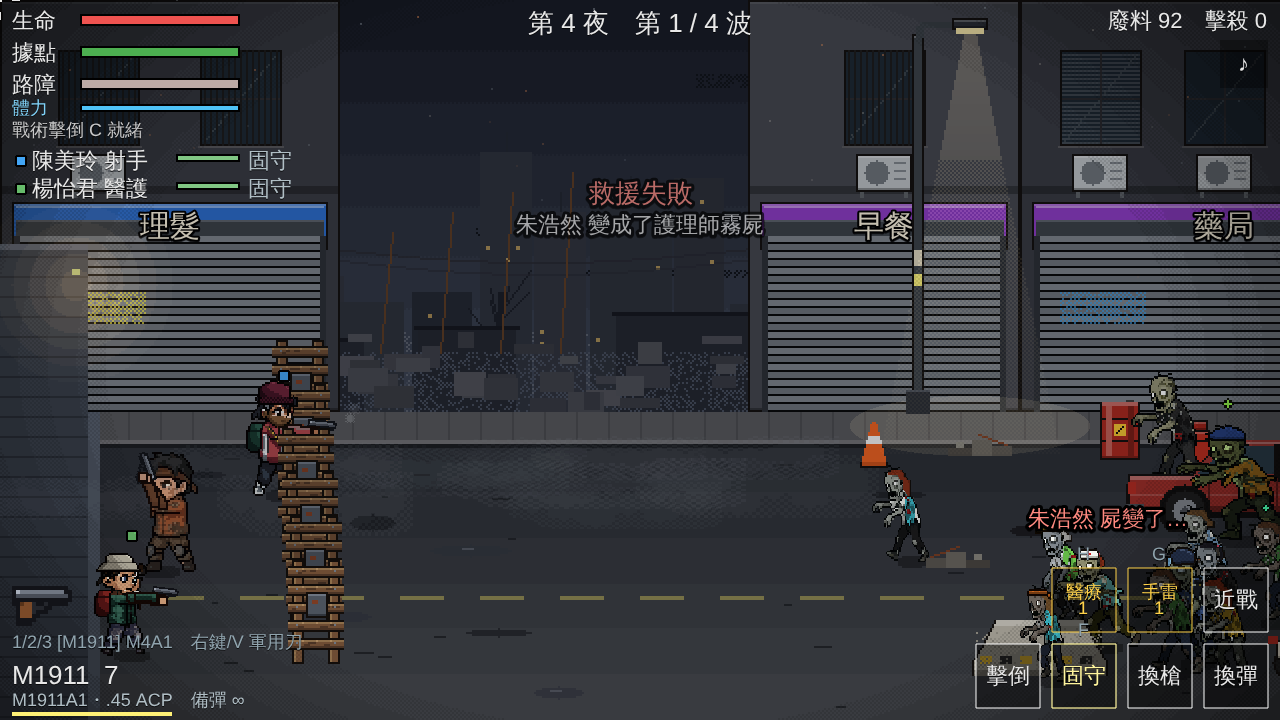 生命
第 4 夜　第 1 / 4 波
廢料 92　擊殺 0
據點
路障
體力
♪
戰術擊倒 C 就緒
陳美玲 射手　固守
楊怡君 醫護　固守
救援失敗
朱浩然 變成了護理師霧屍
理髮
早餐
藥局
朱浩然 屍變了...
G
醫療
1
手雷
1
近戰
F
1/2/3 [M1911] M4A1　右鍵/V 軍用刀
M1911　7
M1911A1・.45 ACP　備彈 ∞
擊倒
固守
換槍
換彈